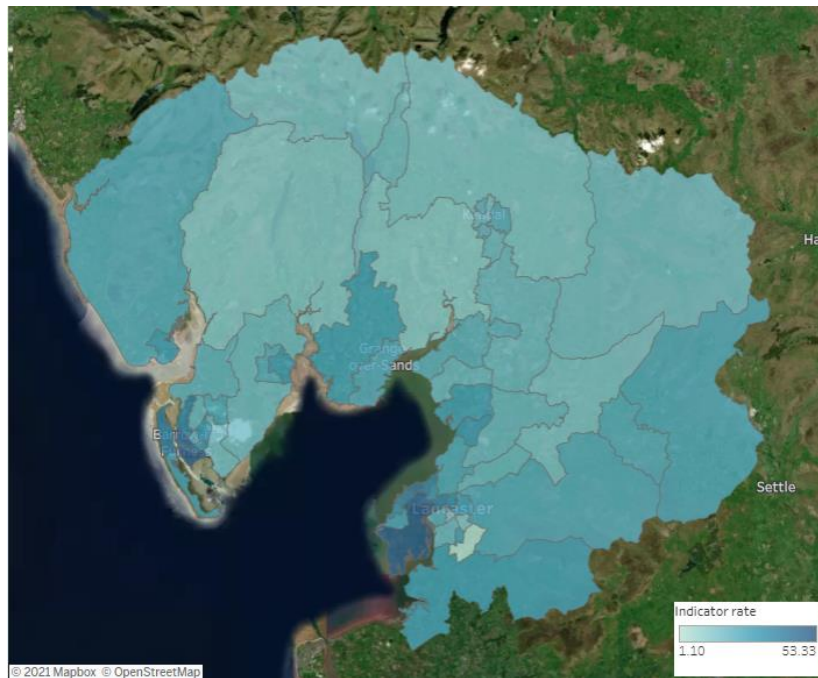 Kendal
Ha
Grange-
over-Sands
Settle
Lancaster
Indicator rate
1.10
53.33
© 2021 Mapbox © OpenStreetMap